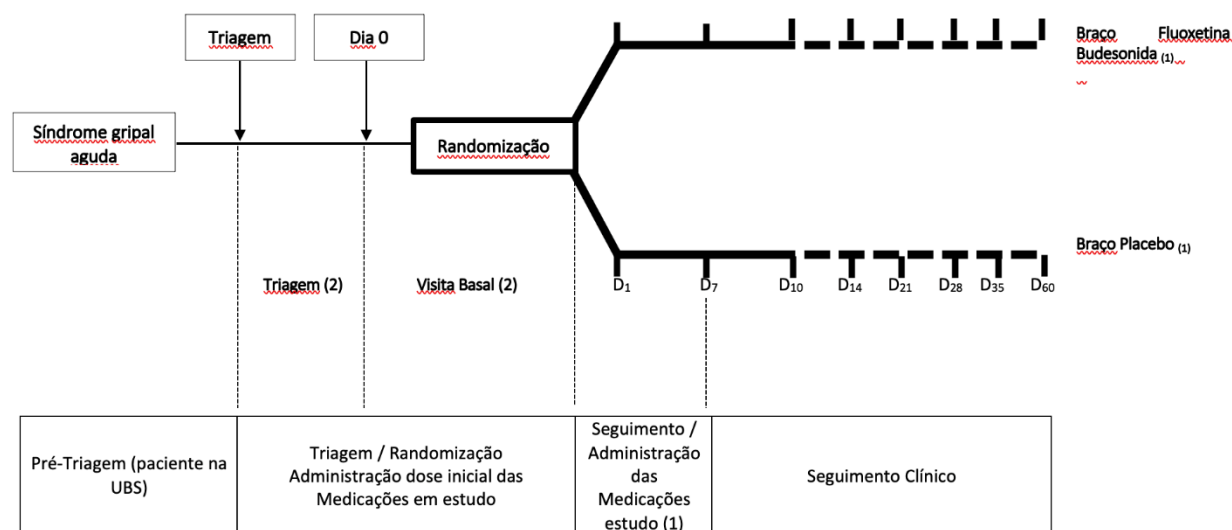 Triagem
Dia 0
Braço Fluoxetina
Budesonida (1)
Síndrome gripal
aguda
Randomização
Braço Placebo (1)
Triagem (2)
Visita Basal (2)
D1
D7
D10
D14
D21
D28
D35
D60
Pré-Triagem (paciente na
UBS)
Triagem / Randomização
Administração dose inicial das
Medicações em estudo
Seguimento /
Administração
das
Medicações
estudo (1)
Seguimento Clínico